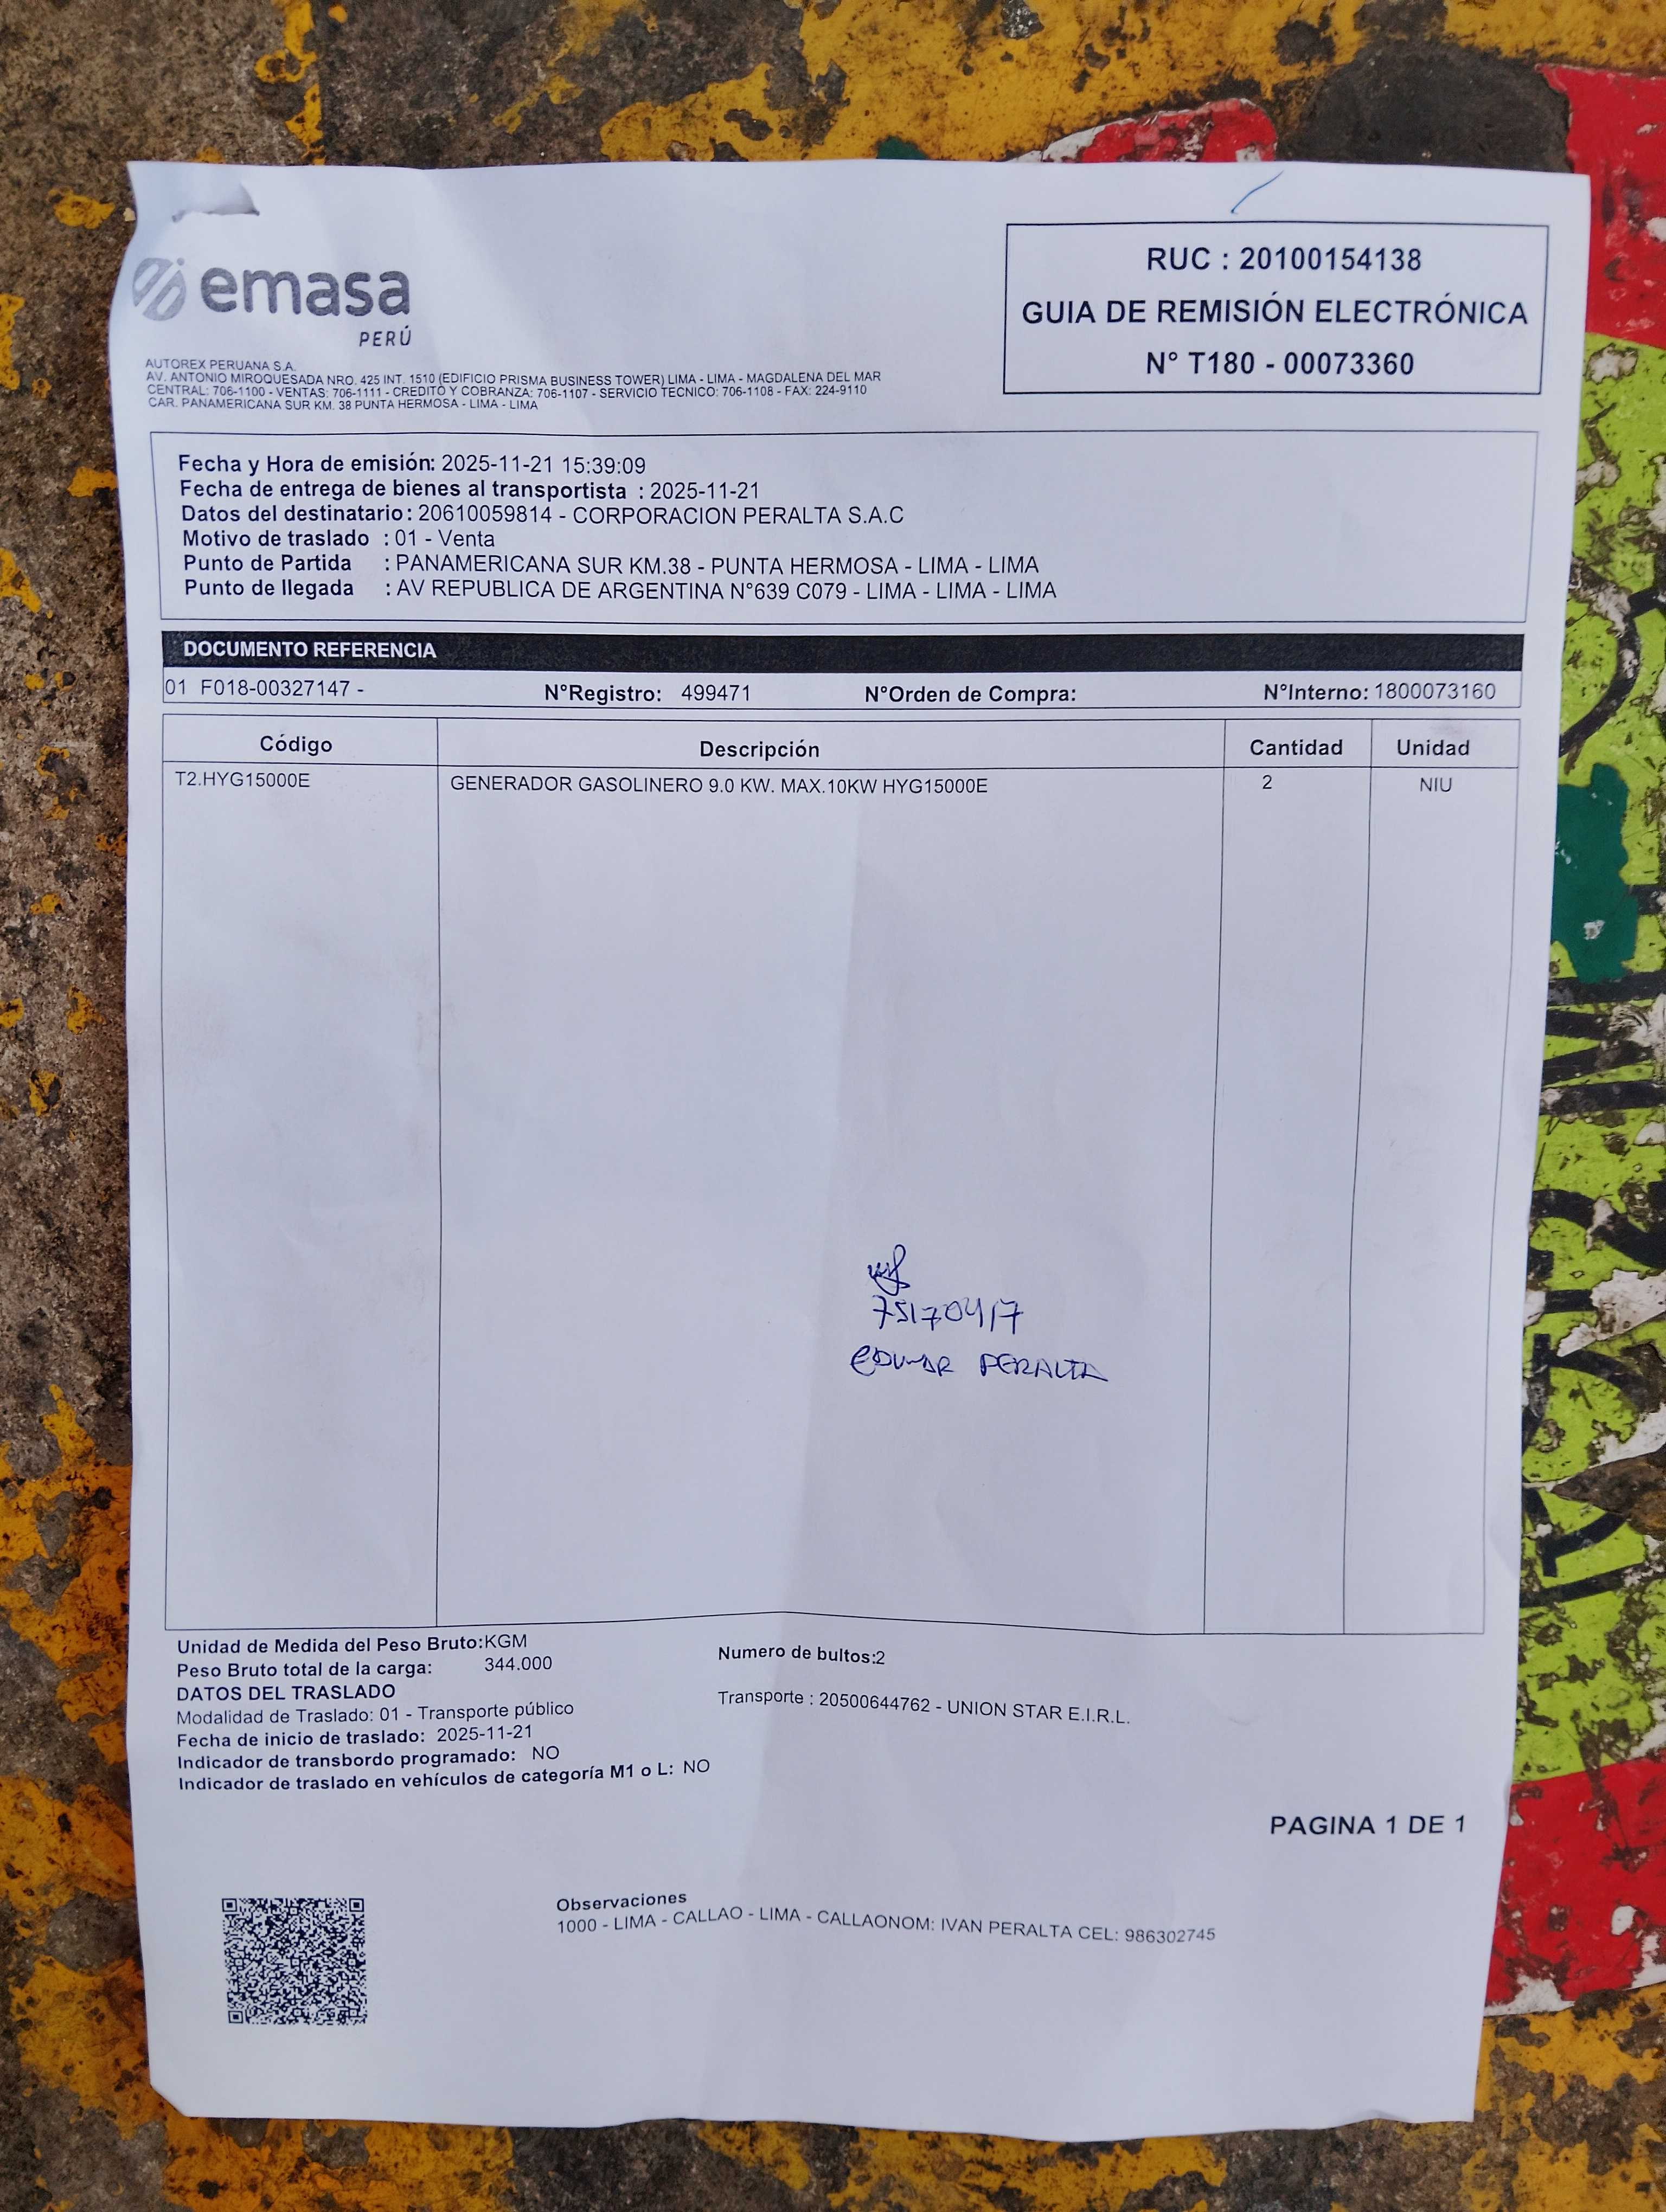 emasa
PERÚ
RUC : 20100154138
GUIA DE REMISIÓN ELECTRÓNICA
N° T180 - 00073360
AUTOREX PERUANA S.A.
AV. ANTONIO MIROQUESADA NRO. 425 INT. 1510 (EDIFICIO PRISMA BUSINESS TOWER) LIMA - LIMA - MAGDALENA DEL MAR
CENTRAL: 706-1100 - VENTAS: 706-1111 - CREDITO Y COBRANZA: 706-1107 - SERVICIO TECNICO: 706-1108 - FAX: 224-9110
CAR. PANAMERICANA SUR KM. 38 PUNTA HERMOSA - LIMA - LIMA
Fecha y Hora de emisión: 2025-11-21 15:39:09
Fecha de entrega de bienes al transportista : 2025-11-21
Datos del destinatario: 20610059814 - CORPORACION PERALTA S.A.C
Motivo de traslado : 01 - Venta
Punto de Partida : PANAMERICANA SUR KM.38 - PUNTA HERMOSA - LIMA - LIMA
Punto de llegada : AV REPUBLICA DE ARGENTINA N°639 C079 - LIMA - LIMA - LIMA
DOCUMENTO REFERENCIA
01 F018-00327147 - N°Registro: 499471 N°Orden de Compra: N°Interno: 1800073160
Código Descripción Cantidad Unidad
T2.HYG15000E GENERADOR GASOLINERO 9.0 KW. MAX.10KW HYG15000E 2 NIU
75170417
PERALTA
Unidad de Medida del Peso Bruto:KGM
Peso Bruto total de la carga: 344.000
Numero de bultos:2
DATOS DEL TRASLADO
Modalidad de Traslado: 01 - Transporte público
Transporte : 20500644762 - UNION STAR E.I.R.L.
Fecha de inicio de traslado: 2025-11-21
Indicador de transbordo programado: NO
Indicador de traslado en vehículos de categoría M1 o L: NO
PAGINA 1 DE 1
Observaciones
1000 - LIMA - CALLAO - LIMA - CALLAONOM: IVAN PERALTA CEL: 986302745